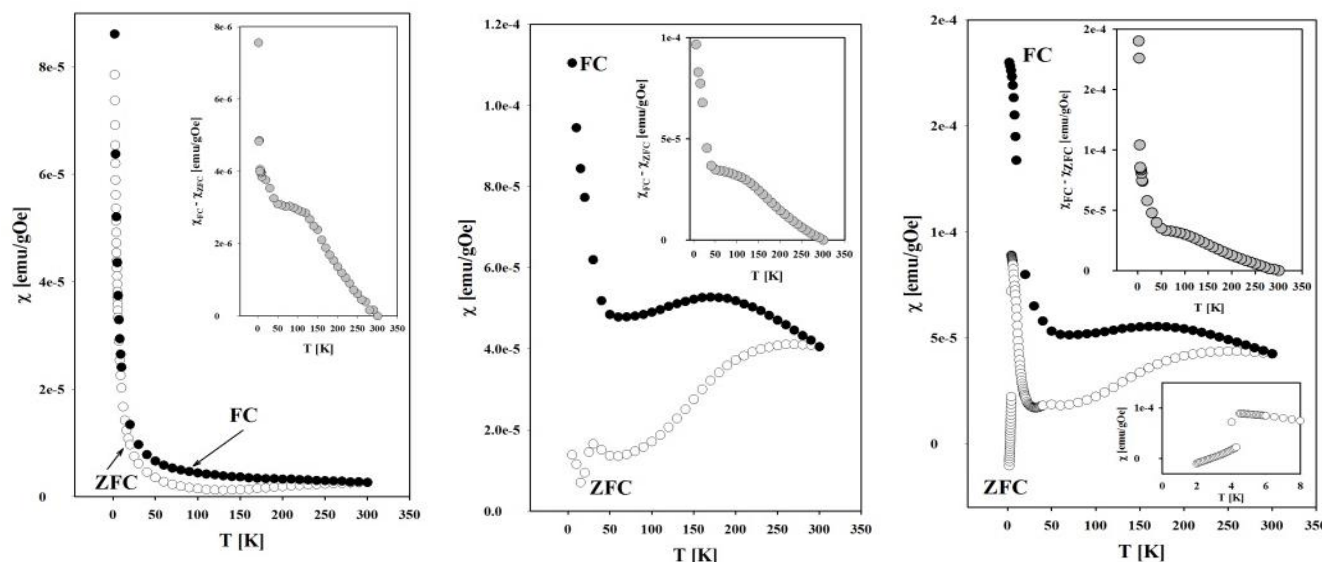 8e-5
6e-5
4e-5
2e-5
0
χ [emu/gOe]
0 50 100 150 200 250 300 350
T [K]
FC
ZFC
8e-6
6e-6
4e-6
2e-6
0
χFC - χZFC [emu/gOe]
0 50 100 150 200 250 300 350
T [K]
1.2e-4
1.0e-4
8.0e-5
6.0e-5
4.0e-5
2.0e-5
0.0
χ [emu/gOe]
0 50 100 150 200 250 300 350
T [K]
FC
ZFC
1e-4
5e-5
0
χFC - χZFC [emu/gOe]
0 50 100 150 200 250 300 350
T [K]
2e-4
2e-4
1e-4
5e-5
0
χ [emu/gOe]
0 50 100 150 200 250 300 350
T [K]
FC
ZFC
2e-4
2e-4
1e-4
5e-5
0
χFC - χZFC [emu/gOe]
0 50 100 150 200 250 300 350
T [K]
1e-4
0
χ [emu/gOe]
0 2 4 6 8
T [K]